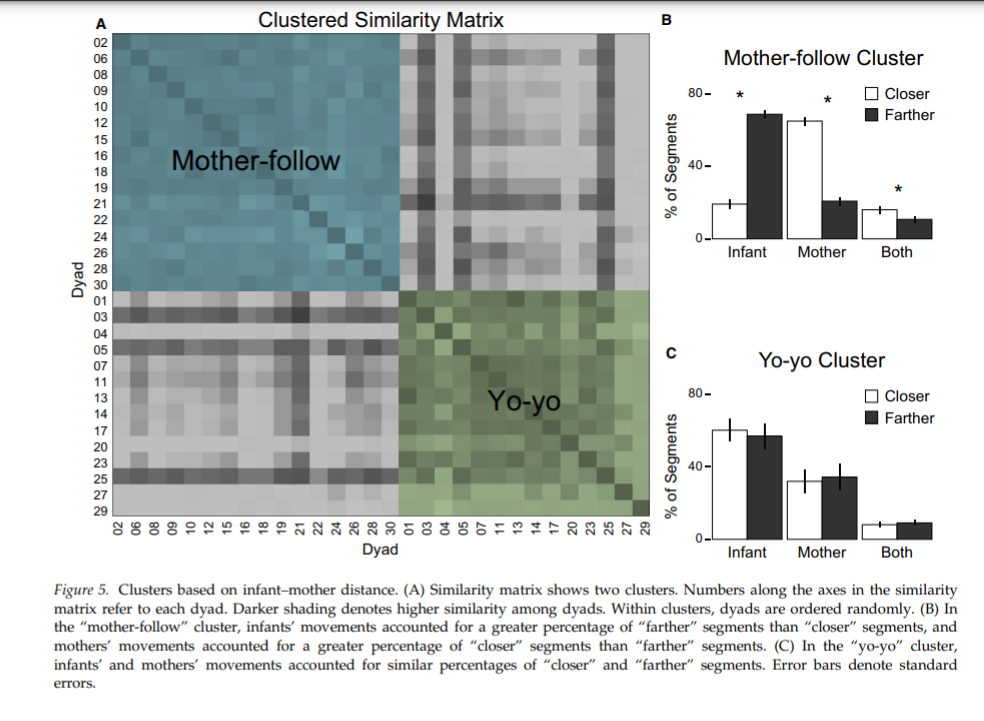 A
Clustered Similarity Matrix
Dyad
02
06
08
09
10
12
15
16
18
19
21
22
24
26
28
30
01
03
04
05
07
11
13
14
17
20
23
25
27
29
Mother-follow
Yo-yo
02 06 08 09 10 12 15 16 18 19 21 22 24 26 28 30 01 03 04 05 07 11 13 14 17 20 23 25 27 29
Dyad
B
Mother-follow Cluster
% of Segments
80
40
0
* * *
Closer
Farther
Infant Mother Both
C
Yo-yo Cluster
% of Segments
80
40
0
Closer
Farther
Infant Mother Both
Figure 5. Clusters based on infant–mother distance. (A) Similarity matrix shows two clusters. Numbers along the axes in the similarity
matrix refer to each dyad. Darker shading denotes higher similarity among dyads. Within clusters, dyads are ordered randomly. (B) In
the “mother-follow” cluster, infants’ movements accounted for a greater percentage of “farther” segments than “closer” segments, and
mothers’ movements accounted for a greater percentage of “closer” segments than “farther” segments. (C) In the “yo-yo” cluster,
infants’ and mothers’ movements accounted for similar percentages of “closer” and “farther” segments. Error bars denote standard
errors.